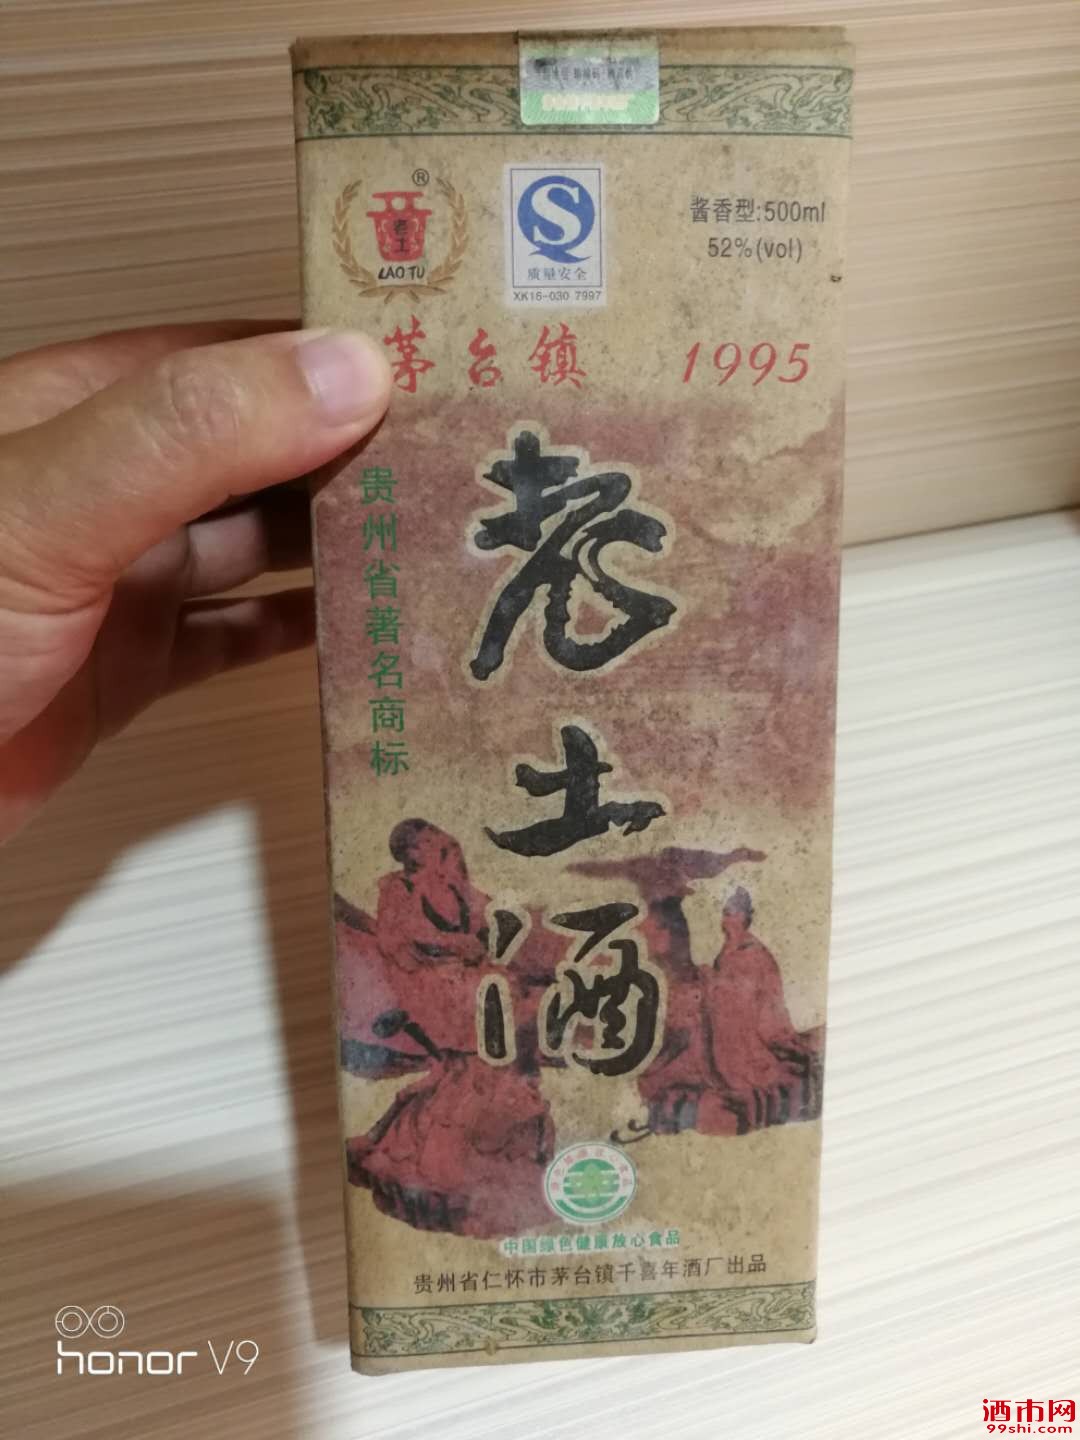 ®
老土
LAO TU
质量安全
XK16-030 7997
酱香型:500ml
52%(vol)
茅台镇 1995
贵州省著名商标
老土酒
中国绿色健康放心食品
贵州省仁怀市茅台镇千喜年酒厂出品
honor V9
酒市网
99shi.com